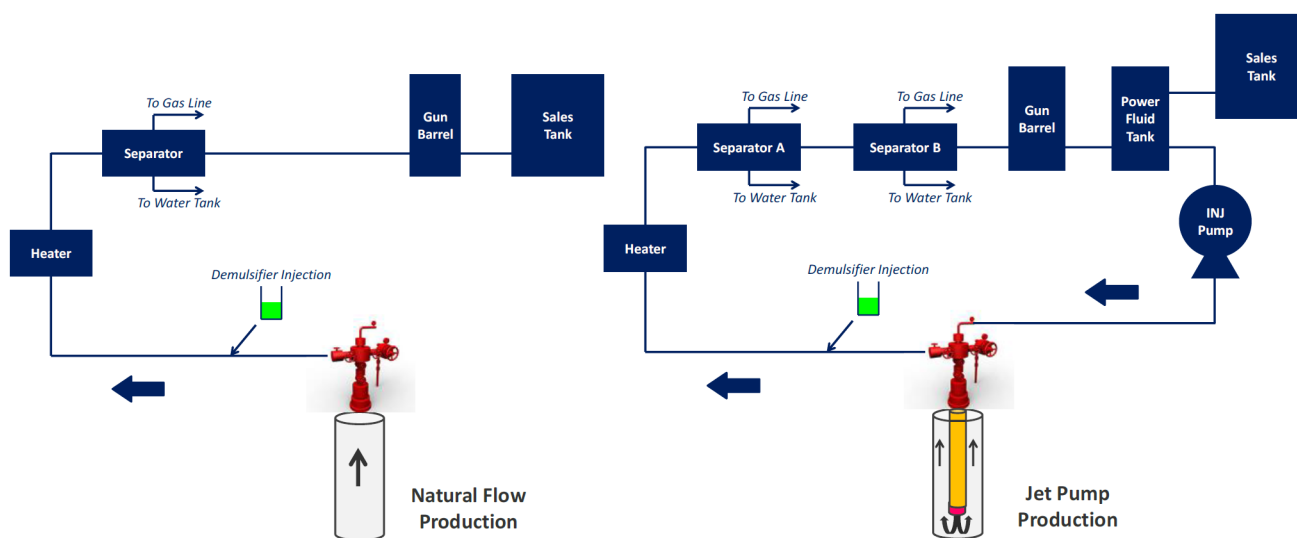 To Gas Line
Separator
To Water Tank
Gun
Barrel
Sales
Tank
Heater
Demulsifier Injection
Natural Flow
Production
To Gas Line
Separator A
To Water Tank
To Gas Line
Separator B
To Water Tank
Gun
Barrel
Power
Fluid
Tank
Sales
Tank
INJ
Pump
Heater
Demulsifier Injection
Jet Pump
Production